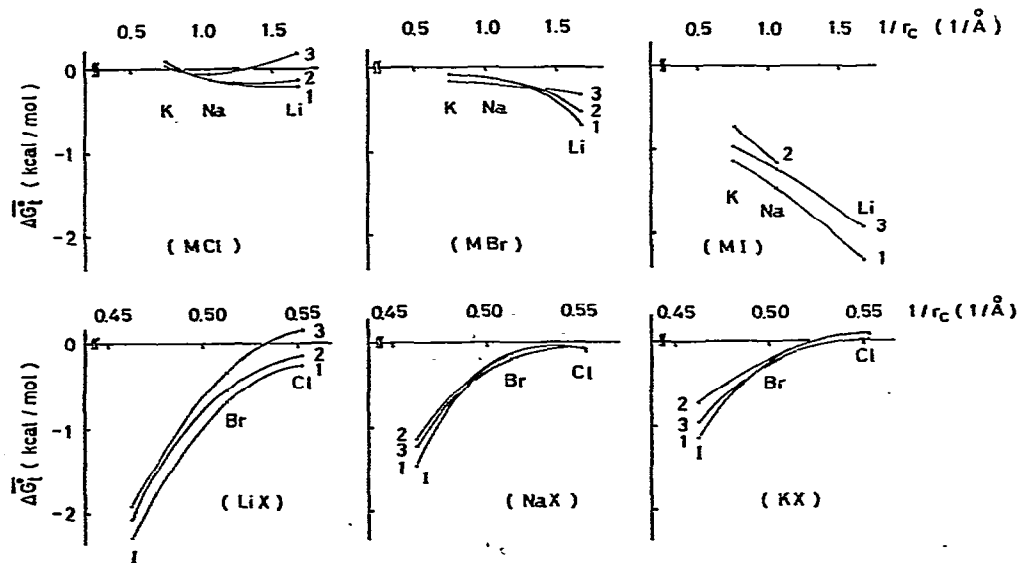 0.5 1.0 1.5 0.5 1.0 1.5 0.5 1.0 1/rc (1/Å)
0 3 2 1 K Na Li
-1
-2
ΔG°t (kcal/mol)
(MCl)
K Na 3 2 1 Li
(MBr)
2 K Na Li 3 1
(MI)
0.45 0.50 0.55 0.50 0.55 0.45 0.50 0.55 1/rc (1/Å)
0 3 2 1 Cl
-1 Br
-2
I
ΔG°t (kcal/mol)
(LiX)
Br Cl
2 3 1 I
(NaX)
Br Cl
2 3 1 I
(KX)